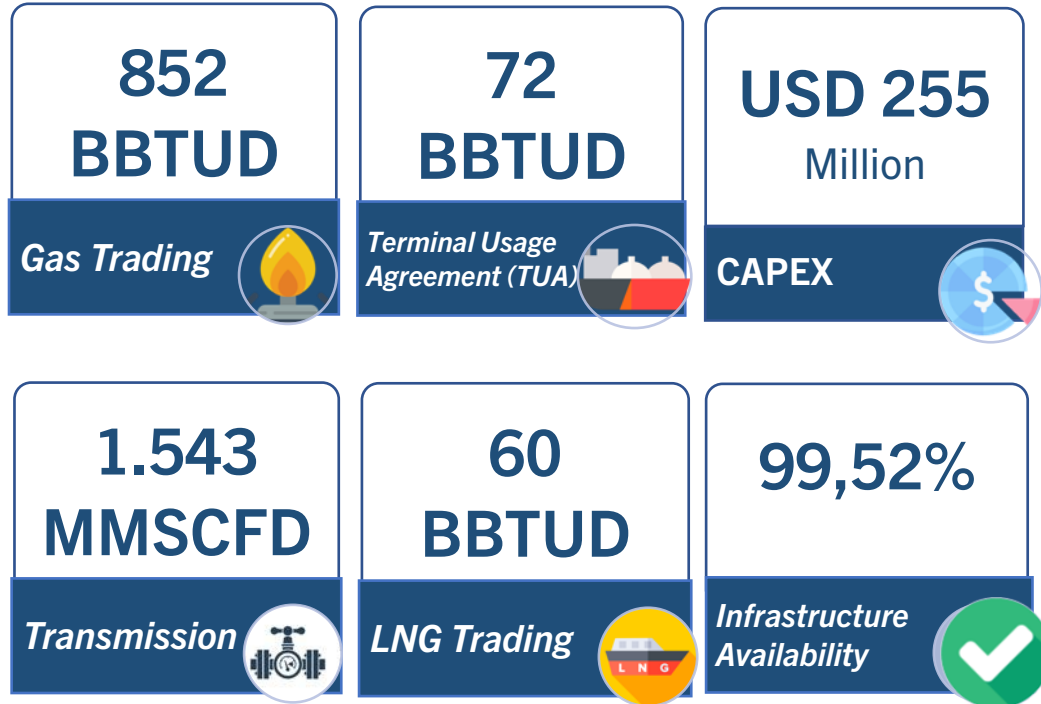 852
BBTUD
Gas Trading
72
BBTUD
Terminal Usage
Agreement (TUA)
USD 255
Million
CAPEX
1.543
MMSCFD
Transmission
60
BBTUD
LNG Trading
L N G
99,52%
Infrastructure
Availability